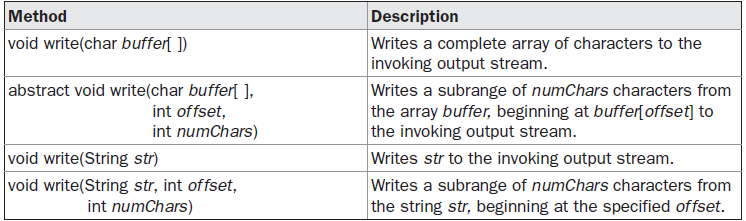 Method Description
void write(char buffer[ ]) Writes a complete array of characters to the
invoking output stream.
abstract void write(char buffer[ ], Writes a subrange of numChars characters from
int offset, the array buffer, beginning at buffer[offset] to
int numChars) the invoking output stream.
void write(String str) Writes str to the invoking output stream.
void write(String str, int offset, Writes a subrange of numChars characters from
int numChars) the string str, beginning at the specified offset.